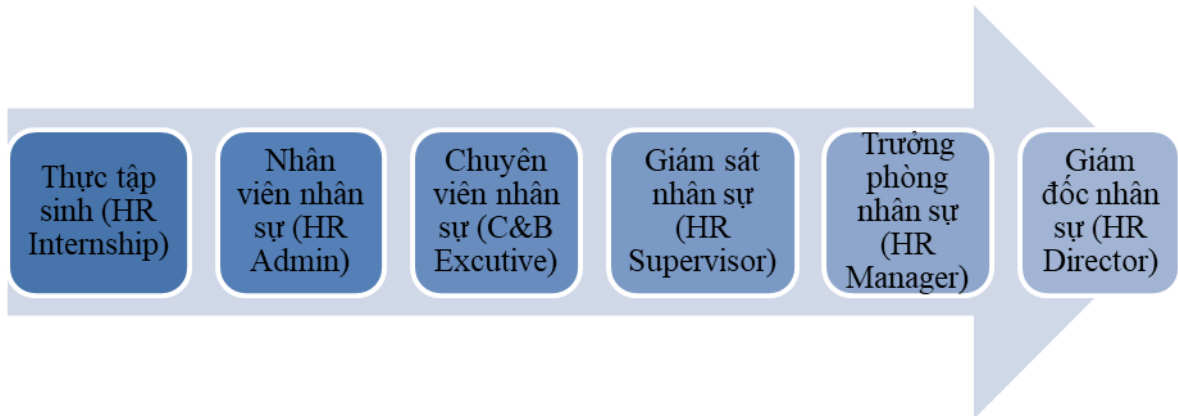 Thực tập
sinh (HR
Internship)
Nhân
viên nhân
sự (HR
Admin)
Chuyên
viên nhân
sự (C&B
Excutive)
Giám sát
nhân sự
(HR
Supervisor)
Trưởng
phòng
nhân sự
(HR
Manager)
Giám
đốc nhân
sự (HR
Director)